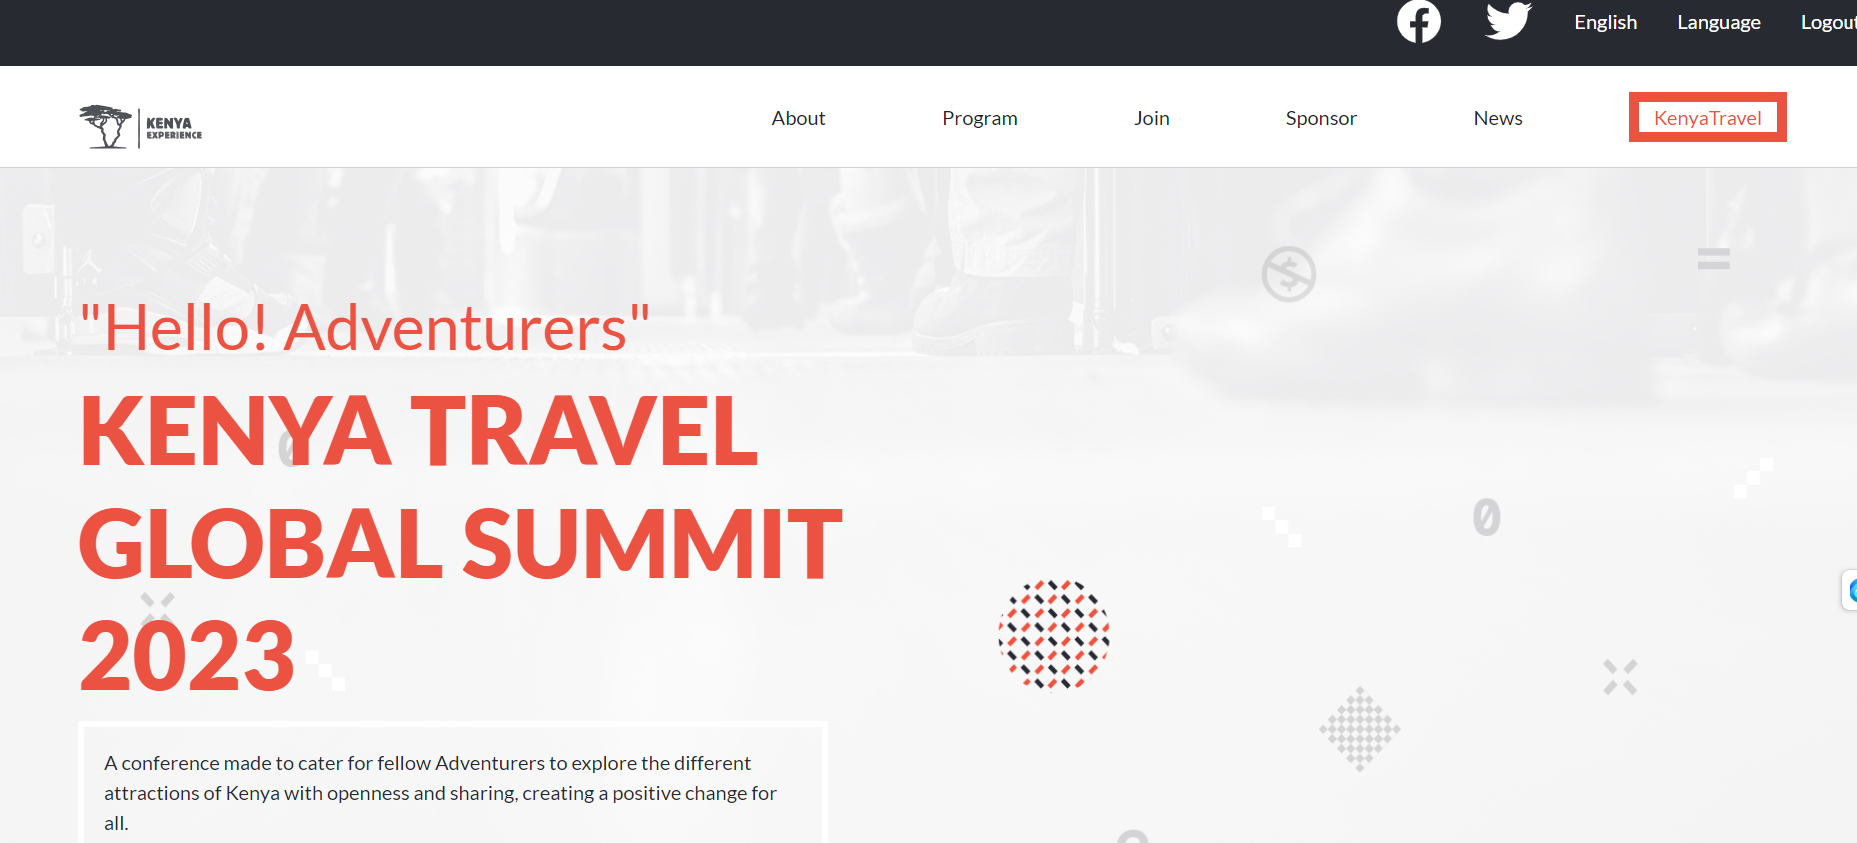 English Language Logout
KENYA
EXPERIENCE
About Program Join Sponsor News KenyaTravel
"Hello! Adventurers"
KENYA TRAVEL
GLOBAL SUMMIT
2023
A conference made to cater for fellow Adventurers to explore the different
attractions of Kenya with openness and sharing, creating a positive change for
all.